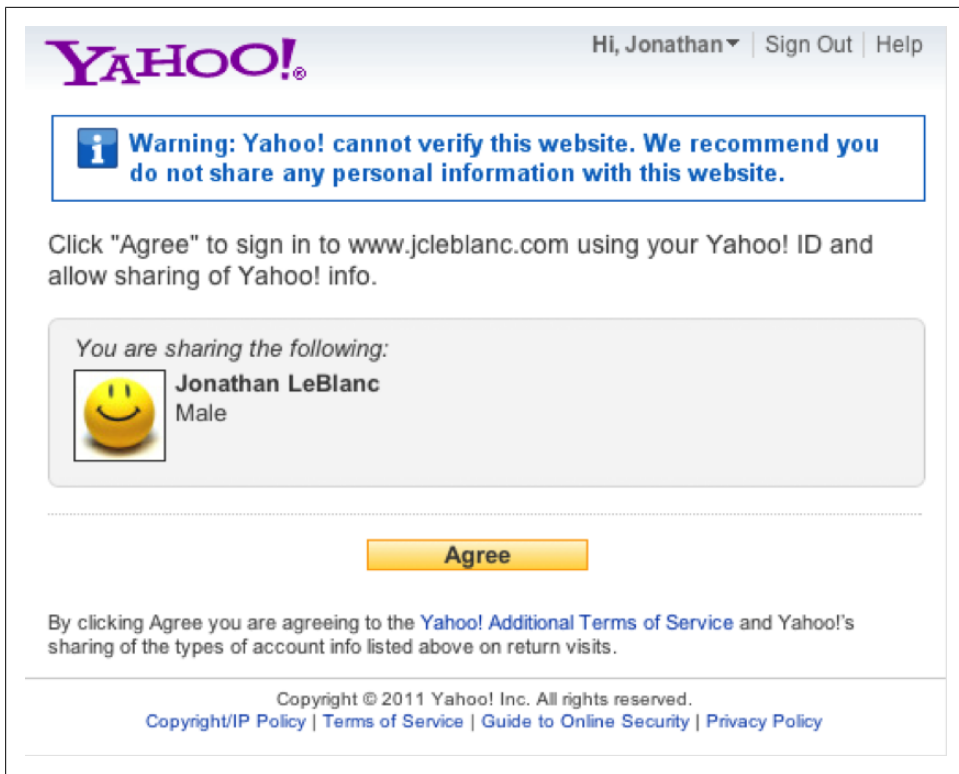 YAHOO!®
Hi, Jonathan▾ | Sign Out | Help
Warning: Yahoo! cannot verify this website. We recommend you
do not share any personal information with this website.
Click "Agree" to sign in to www.jcleblanc.com using your Yahoo! ID and
allow sharing of Yahoo! info.
You are sharing the following:
Jonathan LeBlanc
Male
Agree
By clicking Agree you are agreeing to the Yahoo! Additional Terms of Service and Yahoo!'s
sharing of the types of account info listed above on return visits.
Copyright © 2011 Yahoo! Inc. All rights reserved.
Copyright/IP Policy | Terms of Service | Guide to Online Security | Privacy Policy